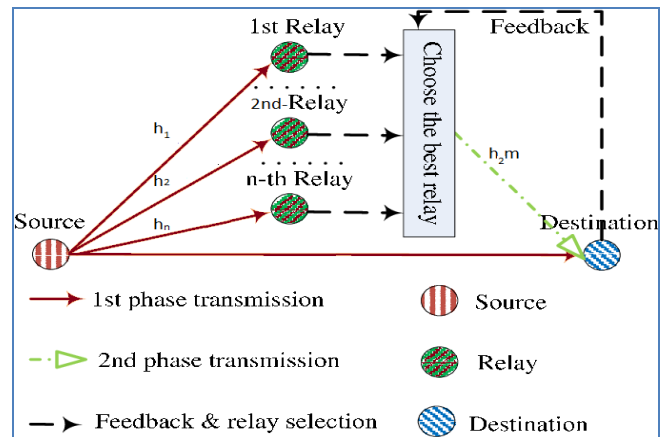 1st Relay
Feedback
2nd-Relay
Choose the best relay
h₁
h₂
h₂m
n-th Relay
hₙ
Source
Destination
1st phase transmission
Source
2nd phase transmission
Relay
Feedback & relay selection
Destination